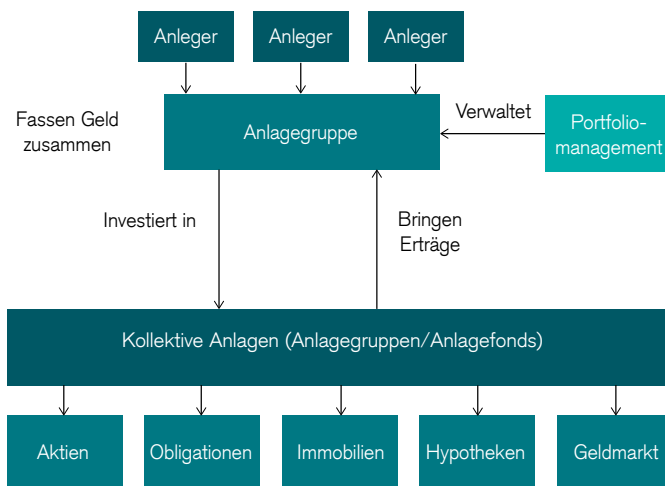 Anleger
Anleger
Anleger
Fassen Geld
zusammen
Anlagegruppe
Verwaltet
Portfolio-
management
Investiert in
Bringen
Erträge
Kollektive Anlagen (Anlagegruppen/Anlagefonds)
Aktien
Obligationen
Immobilien
Hypotheken
Geldmarkt